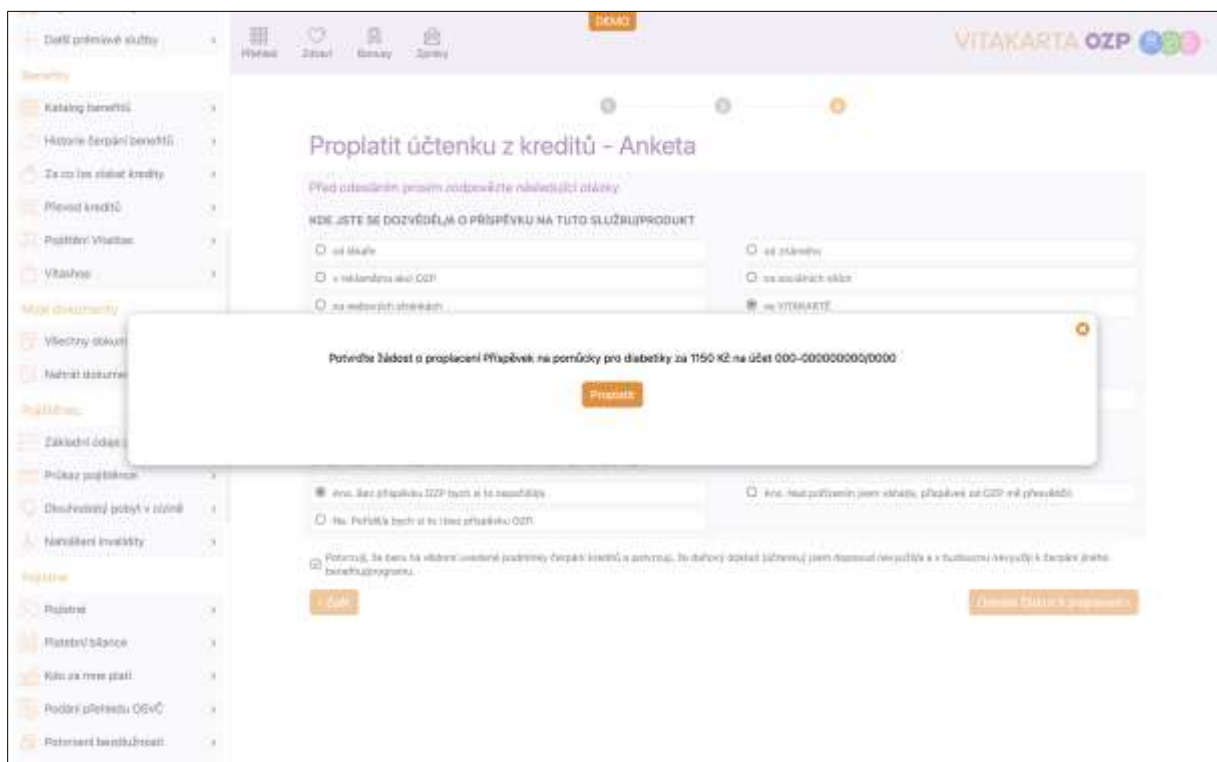 DEMO
Další prémiové služby
Přehled
Zdraví
Bonusy
Zprávy
VITAKARTA OZP
Benefity
Katalog benefitů
Historie čerpání benefitů
Za co lze získat kredity
Převod kreditů
Pojištění Vitalitas
Vitashop
Moje dokumenty
Všechny dokum
Nahrát dokume
Pojištěnec
Základní údaje
Průkaz pojištěnce
Dlouhodobý pobyt v cizině
Nahlášení invalidity
Pojistné
Pojistné
Platební bilance
Kdo za mne platí
Podání přehledu OSVČ
Potvrzení bezdlužnosti
Proplatit účtenku z kreditů - Anketa
Před odesláním prosím zodpovězte následující otázky
KDE JSTE SE DOZVĚDĚL/A O PŘÍSPĚVKU NA TUTO SLUŽBU/PRODUKT
od lékaře
od známého
v reklamním akci OZP
na sociálních sítích
na webových stránkách
ve VITAKARTĚ
Potvrďte žádost o proplacení Příspěvek na pomůcky pro diabetiky za 1150 Kč na účet 000-000000000/0000
Proplatit
Ano. Bez příspěvku OZP bych si to nepořídil/a
Ano. Nad pořízením jsem váhal/a, příspěvek od OZP mě přesvědčil.
Ne. Pořídil/a bych si to i bez příspěvku OZP.
Potvrzuji, že beru na vědomí uvedené podmínky čerpání kreditů a potvrzuji, že daňový doklad (účtenku) jsem doposud nevyužil/a a v budoucnu nevyužiji k čerpání jiného
benefitu/programu.
‹ Zpět